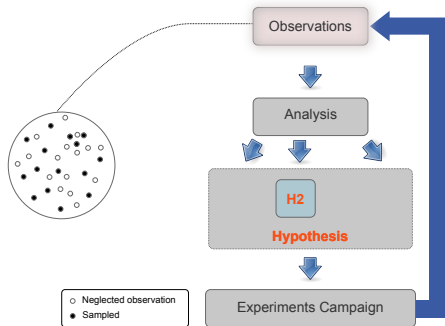 Observations
Analysis
H2
Hypothesis
Experiments Campaign
Neglected observation
Sampled